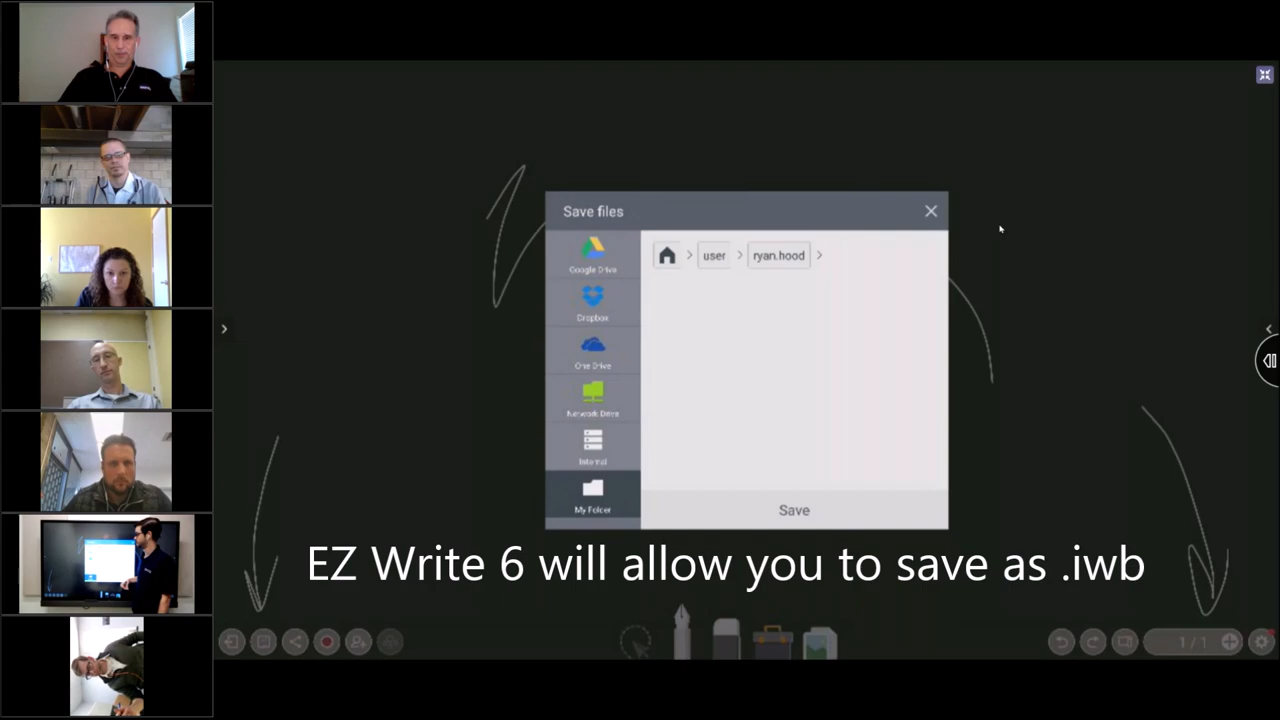 Save files
Google Drive
Dropbox
One Drive
Network Drive
Internal
My Folder
user
ryan.hood
Save
EZ Write 6 will allow you to save as .iwb
1 / 1